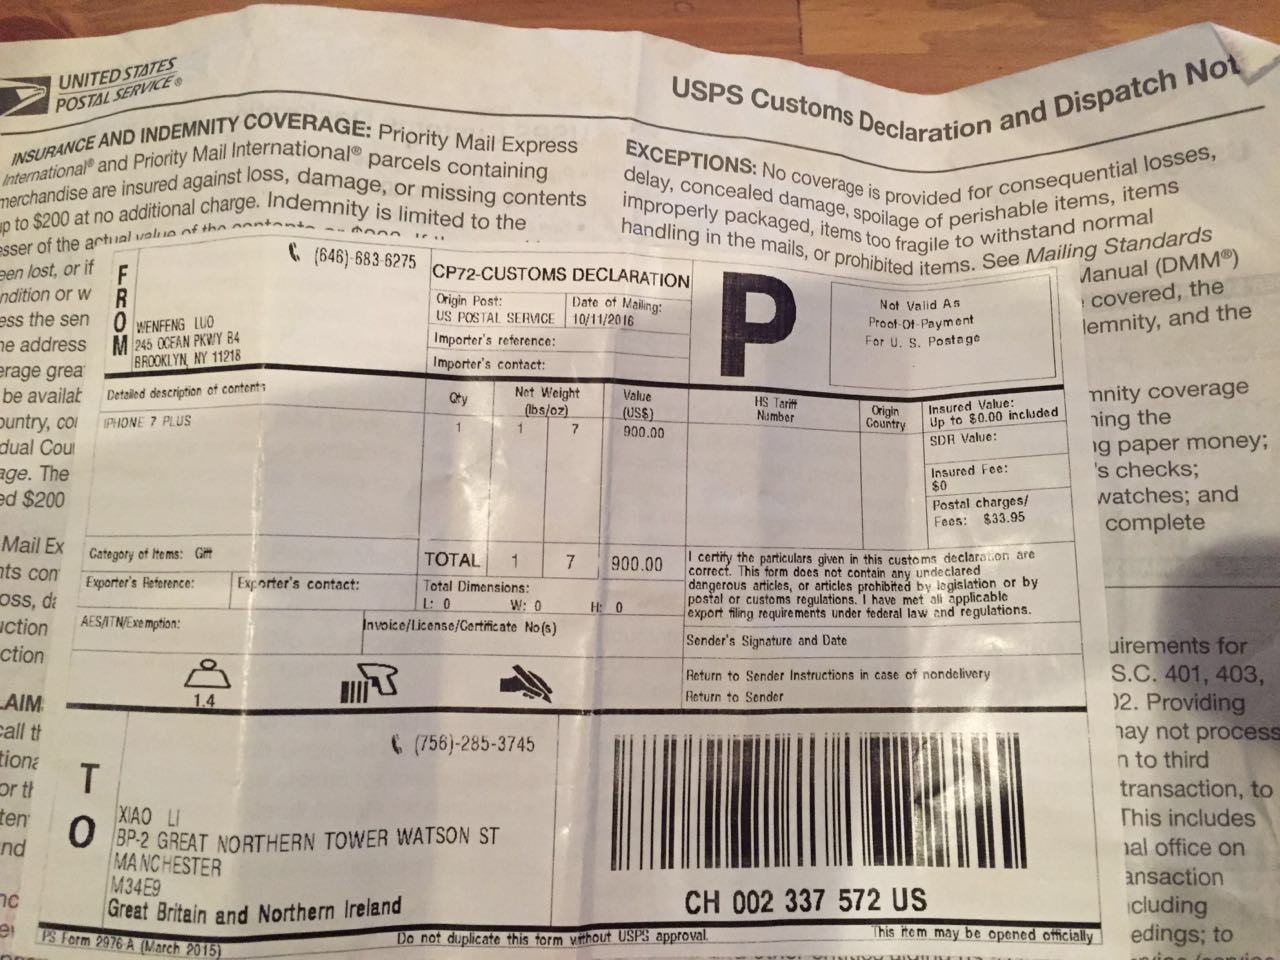 UNITED STATES
POSTAL SERVICE®
USPS Customs Declaration and Dispatch Not
INSURANCE AND INDEMNITY COVERAGE: Priority Mail Express
International® and Priority Mail International® parcels containing
merchandise are insured against loss, damage, or missing contents
up to $200 at no additional charge. Indemnity is limited to the
esser of the actual value of the contents or $200
een lost, or if
ndition or w
ess the sen
ne address
erage grea
be availab
ountry, cou
dual Cou
age. The
ed $200
Mail Ex
nts con
oss, da
uction
ction
LAIM
call th
tiona
or th
ten
nd
EXCEPTIONS: No coverage is provided for consequential losses,
delay, concealed damage, spoilage of perishable items, items
improperly packaged, items too fragile to withstand normal
handling in the mails, or prohibited items. See Mailing Standards
Manual (DMM®)
covered, the
demnity, and the
mnity coverage
ning the
ng paper money;
's checks;
watches; and
complete
uirements for
S.C. 401, 403,
02. Providing
may not process
n to third
transaction, to
This includes
nal office on
ansaction
cluding
edings; to
FROM
(646)-683-6275
WENFENG LUO
245 OCEAN PKWY B4
BROOKLYN, NY 11218
CP72-CUSTOMS DECLARATION
Origin Post:
US POSTAL SERVICE
Date of Mailing:
10/11/2016
Importer's reference:
Importer's contact:
P
Not Valid As
Proof-Of-Payment
For U. S. Postage
Detailed description of contents
Qty
Net Weight
(lbs/oz)
Value
(US$)
HS Tariff
Number
Origin
Country
Insured Value:
Up to $0.00 included
IPHONE 7 PLUS
1 1 7 900.00
SDR Value:
Insured Fee:
$0
Postal charges/
Fees: $33.95
Category of Items: Gift
TOTAL 1 7 900.00
Exporter's Reference:
Exporter's contact:
Total Dimensions:
L: 0 W: 0 H: 0
AES/ITN/Exemption:
Invoice/License/Certificate No(s)
I certify the particulars given in this customs declaration are
correct. This form does not contain any undeclared
dangerous articles, or articles prohibited by legislation or by
postal or customs regulations. I have met all applicable
export filing requirements under federal law and regulations.
Sender's Signature and Date
Return to Sender Instructions in case of nondelivery
Return to Sender
1.4
TO
(756)-285-3745
XIAO LI
BP-2 GREAT NORTHERN TOWER WATSON ST
MANCHESTER
M34E9
Great Britain and Northern Ireland
CH 002 337 572 US
PS Form 2976-A (March 2015)
Do not duplicate this form without USPS approval.
This item may be opened officially